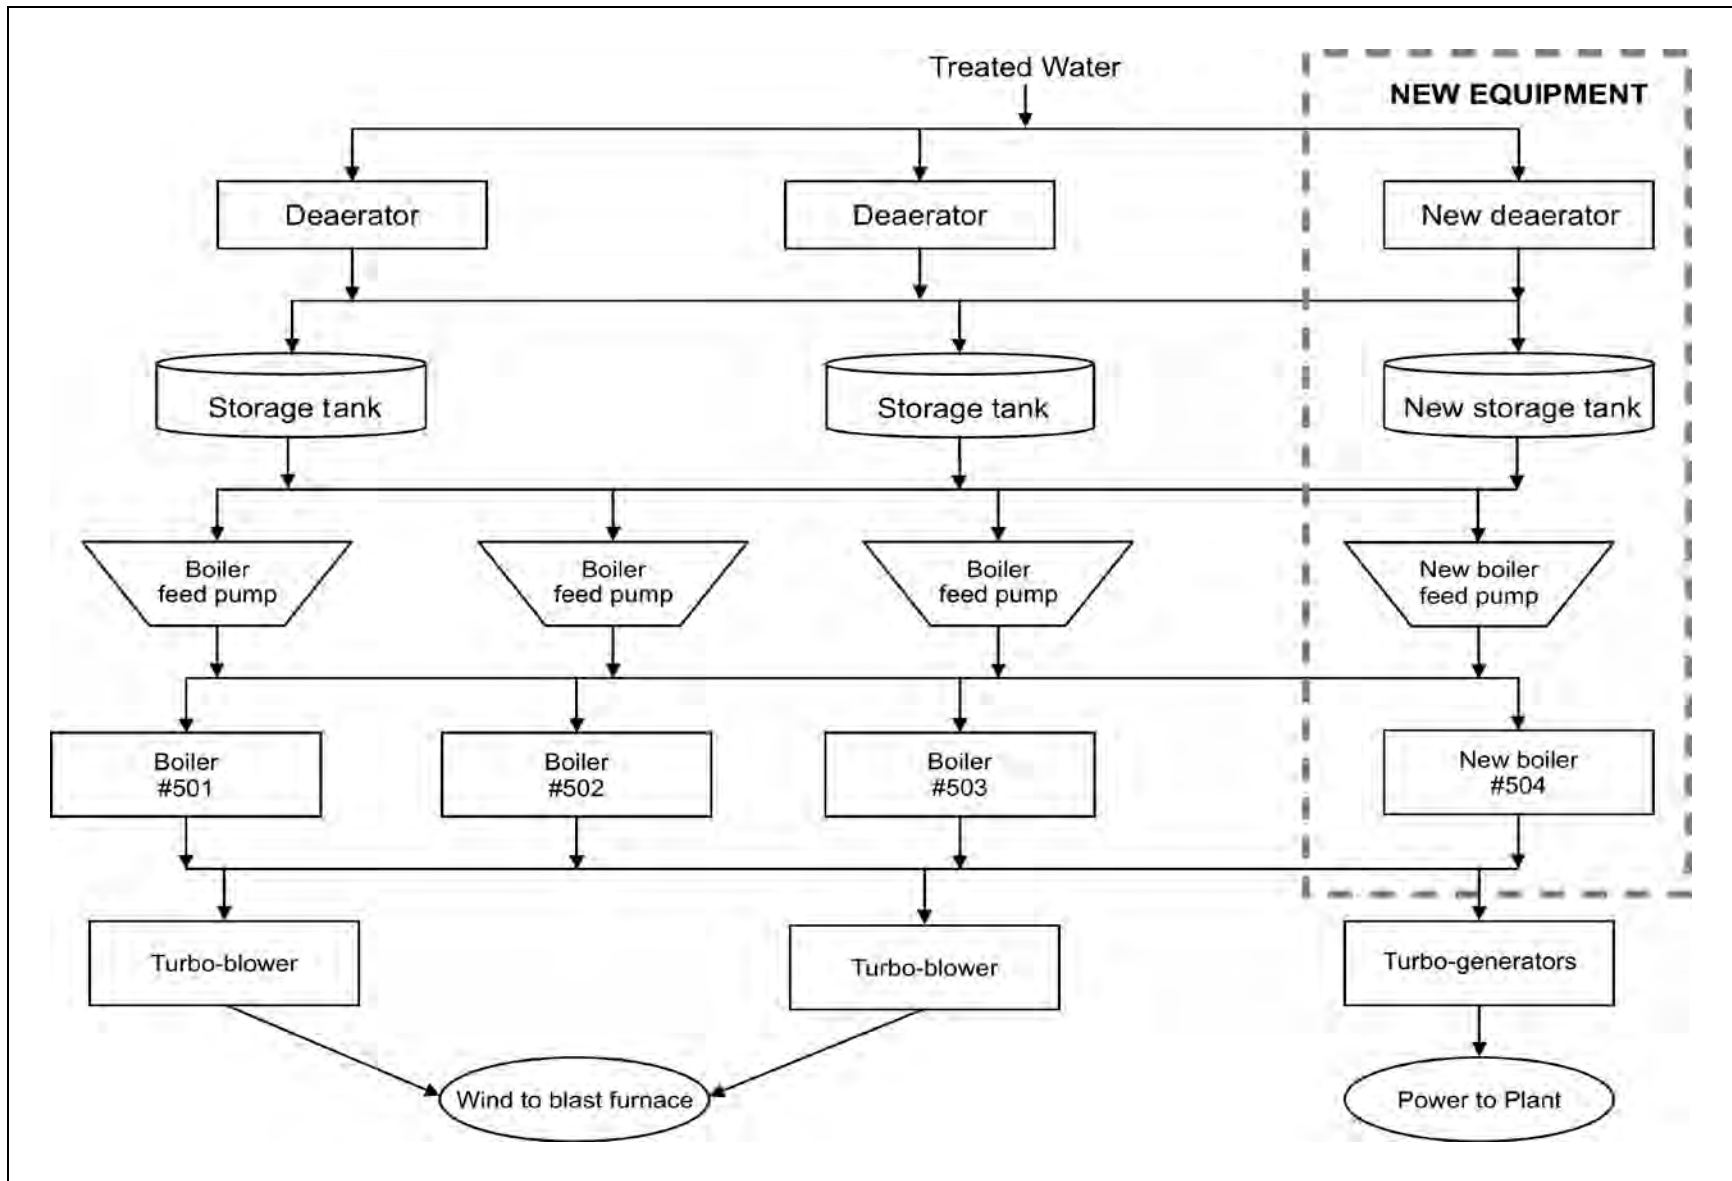 Treated Water
NEW EQUIPMENT
Deaerator
Deaerator
New deaerator
Storage tank
Storage tank
New storage tank
Boiler
feed pump
Boiler
feed pump
Boiler
feed pump
New boiler
feed pump
Boiler
#501
Boiler
#502
Boiler
#503
New boiler
#504
Turbo-blower
Turbo-blower
Turbo-generators
Wind to blast furnace
Power to Plant